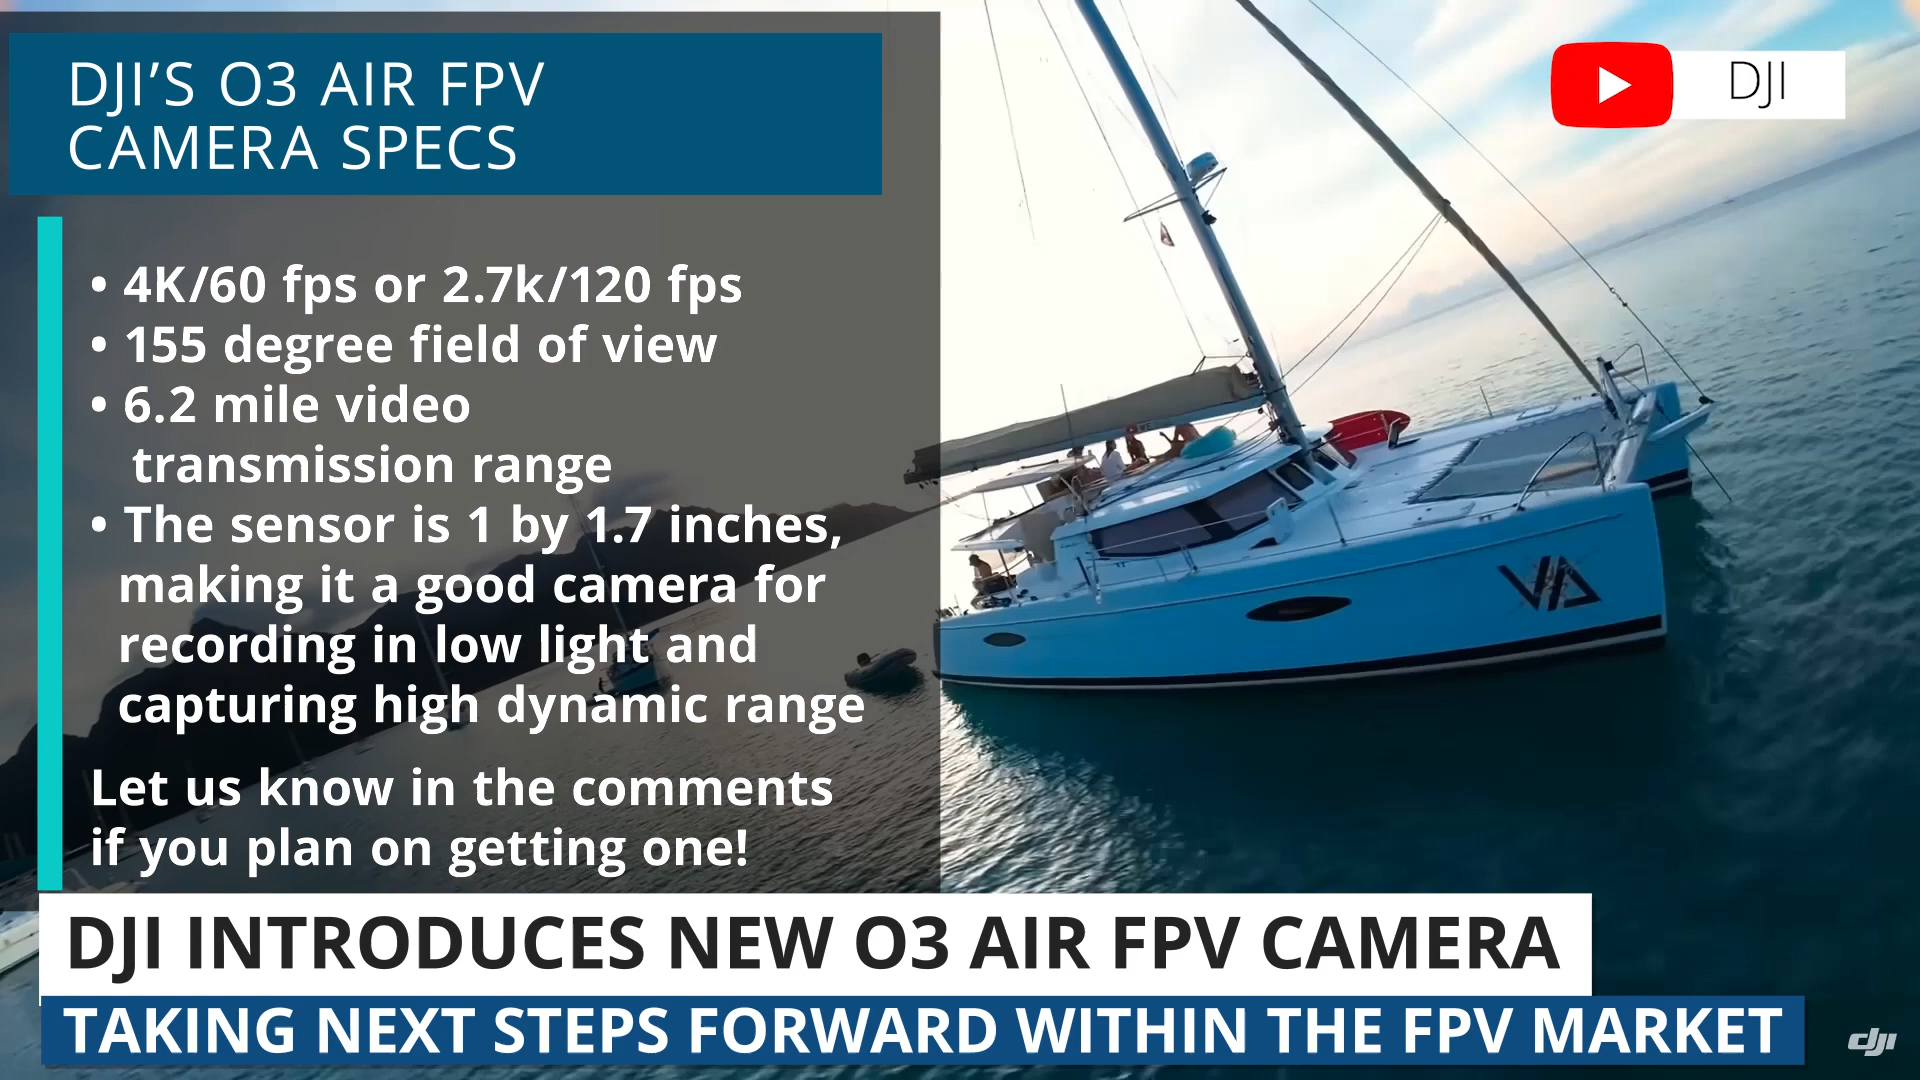 DJI’S O3 AIR FPV
CAMERA SPECS
DJI
• 4K/60 fps or 2.7k/120 fps
• 155 degree field of view
• 6.2 mile video
transmission range
• The sensor is 1 by 1.7 inches,
making it a good camera for
recording in low light and
capturing high dynamic range
Let us know in the comments
if you plan on getting one!
VA
DJI INTRODUCES NEW O3 AIR FPV CAMERA
TAKING NEXT STEPS FORWARD WITHIN THE FPV MARKET
dji